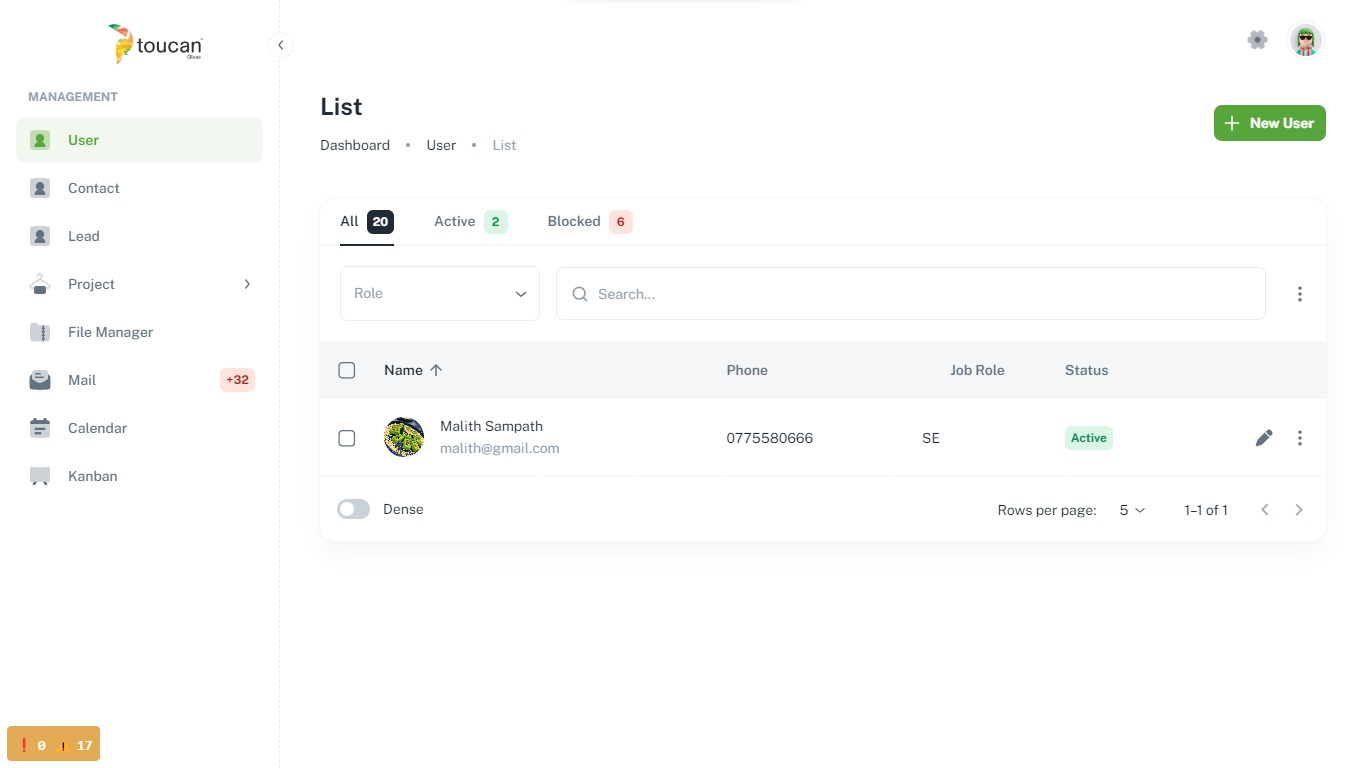 toucan
MANAGEMENT
User
Contact
Lead
Project
File Manager
Mail +32
Calendar
Kanban
0 17
List
Dashboard • User • List
New User
All 20 Active 2 Blocked 6
Role
Search...
Name Phone Job Role Status
Malith Sampath
malith@gmail.com
0775580666 SE Active
Dense
Rows per page: 5 1–1 of 1